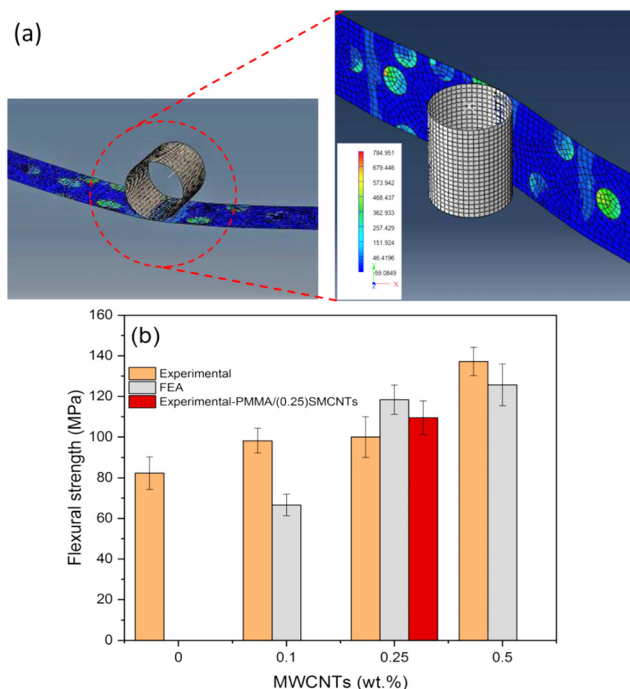 (a)
784.951
679.446
573.942
468.437
362.933
257.429
151.924
46.4196
-59.0849
Y
Z
X
(b)
160
140
120
100
80
60
40
20
0
Flexural strength (MPa)
Experimental
FEA
Experimental-PMMA/(0.25)SMCNTs
0
0.1
0.25
0.5
MWCNTs (wt.%)